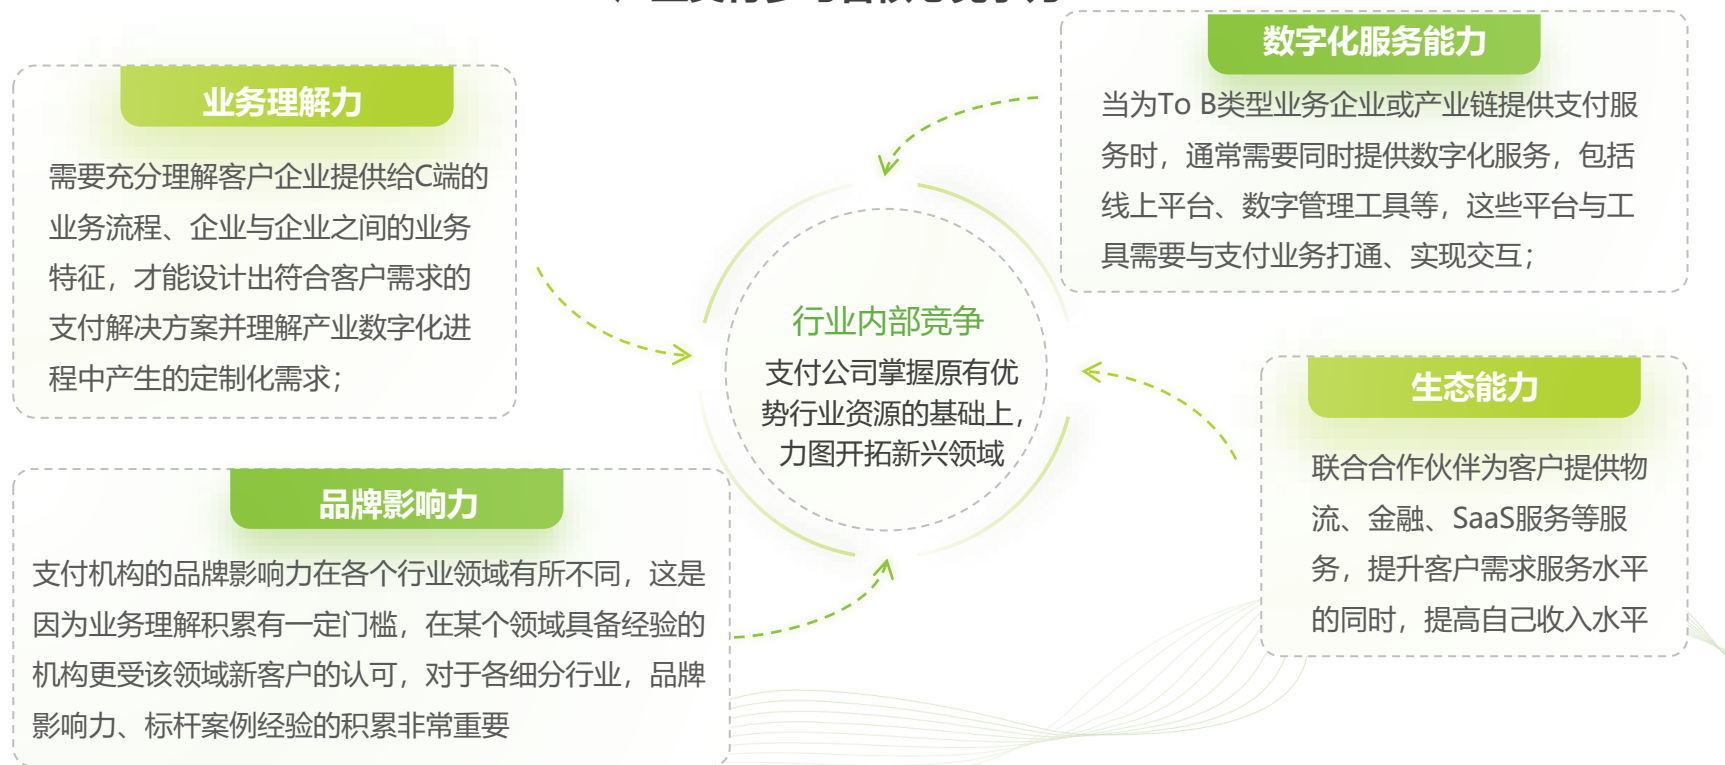 业务理解力
需要充分理解客户企业提供给C端的
业务流程、企业与企业之间的业务
特征，才能设计出符合客户需求的
支付解决方案并理解产业数字化进
程中产生的定制化需求；
数字化服务能力
当为To B类型业务企业或产业链提供支付服
务时，通常需要同时提供数字化服务，包括
线上平台、数字管理工具等，这些平台与工
具需要与支付业务打通、实现交互；
行业内部竞争
支付公司掌握原有优
势行业资源的基础上，
力图开拓新兴领域
品牌影响力
支付机构的品牌影响力在各个行业领域有所不同，这是
因为业务理解积累有一定门槛，在某个领域具备经验的
机构更受该领域新客户的认可，对于各细分行业，品牌
影响力、标杆案例经验的积累非常重要
生态能力
联合合作伙伴为客户提供物
流、金融、SaaS服务等服
务，提升客户需求服务水平
的同时，提高自己收入水平